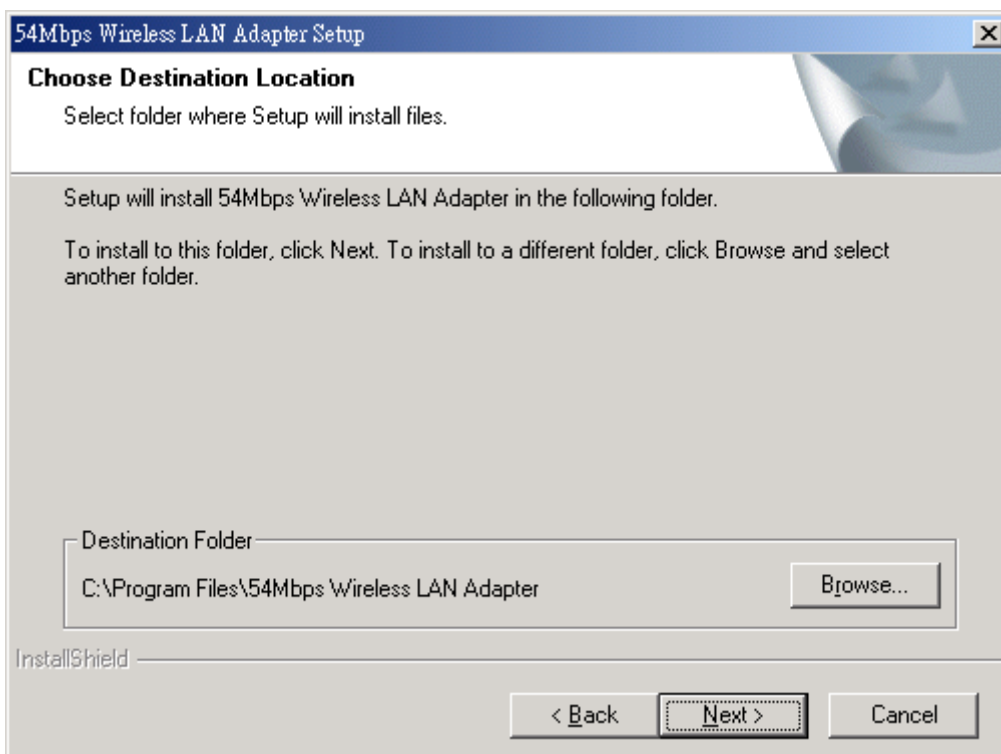 54Mbps Wireless LAN Adapter Setup
Choose Destination Location
Select folder where Setup will install files.
Setup will install 54Mbps Wireless LAN Adapter in the following folder.
To install to this folder, click Next. To install to a different folder, click Browse and select
another folder.
Destination Folder
C:\Program Files\54Mbps Wireless LAN Adapter
Browse...
InstallShield
< Back
Next >
Cancel